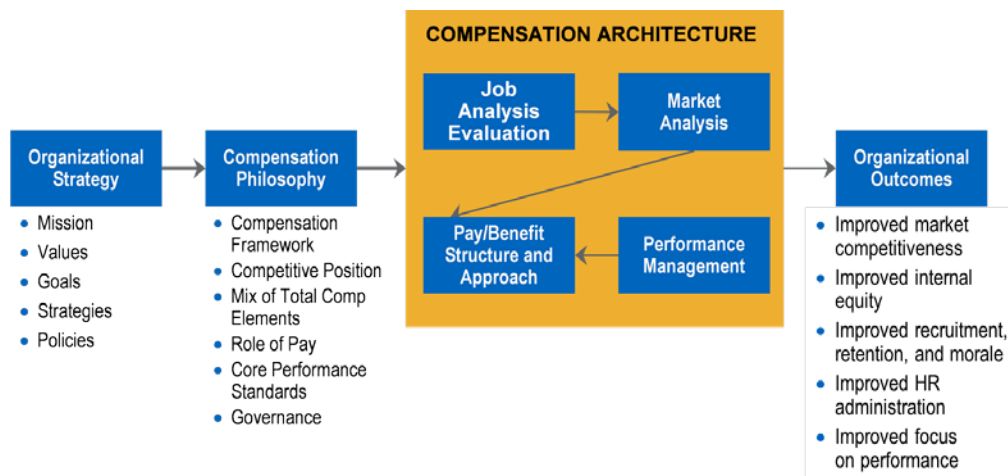 COMPENSATION ARCHITECTURE
Job
Analysis
Evaluation
Market
Analysis
Organizational
Strategy
Compensation
Philosophy
Organizational
Outcomes
• Mission
• Values
• Goals
• Strategies
• Policies
• Compensation
Framework
• Competitive Position
• Mix of Total Comp
Elements
• Role of Pay
• Core Performance
Standards
• Governance
Pay/Benefit
Structure and
Approach
Performance
Management
• Improved market
competitiveness
• Improved internal
equity
• Improved recruitment,
retention, and morale
• Improved HR
administration
• Improved focus
on performance